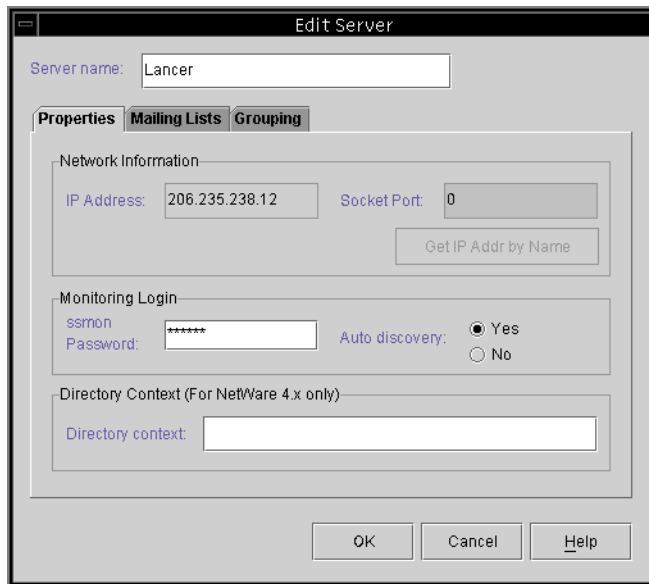 Edit Server
Server name: Lancer
Properties Mailing Lists Grouping
Network Information
IP Address: 206.235.238.12 Socket Port: 0
Get IP Addr by Name
Monitoring Login
ssmon
Password: ****** Auto discovery: Yes
No
Directory Context (For NetWare 4.x only)
Directory context:
OK Cancel Help